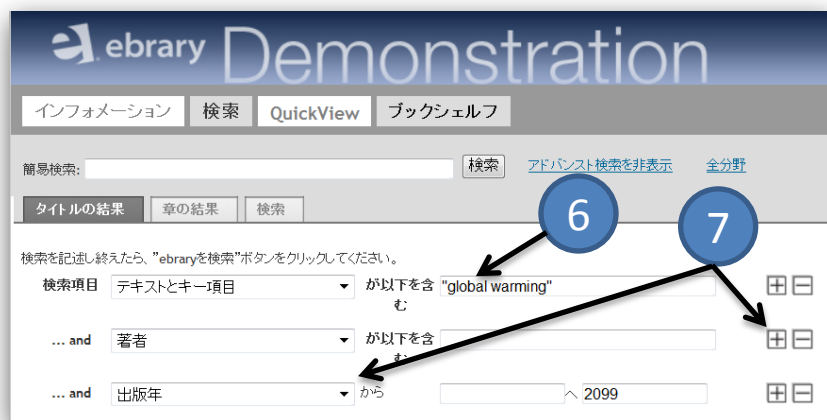 ebrary Demonstration
インフォメーション 検索 QuickView ブックシェルフ
簡易検索: 検索 アドバンスト検索を非表示 全分野
6 7
タイトルの結果 章の結果 検索
検索を記述し終えたら、"ebraryを検索"ボタンをクリックしてください。
検索項目 テキストとキー項目 が以下を含む "global warming"
... and 著者 が以下を含む
... and 出版年 から へ 2099